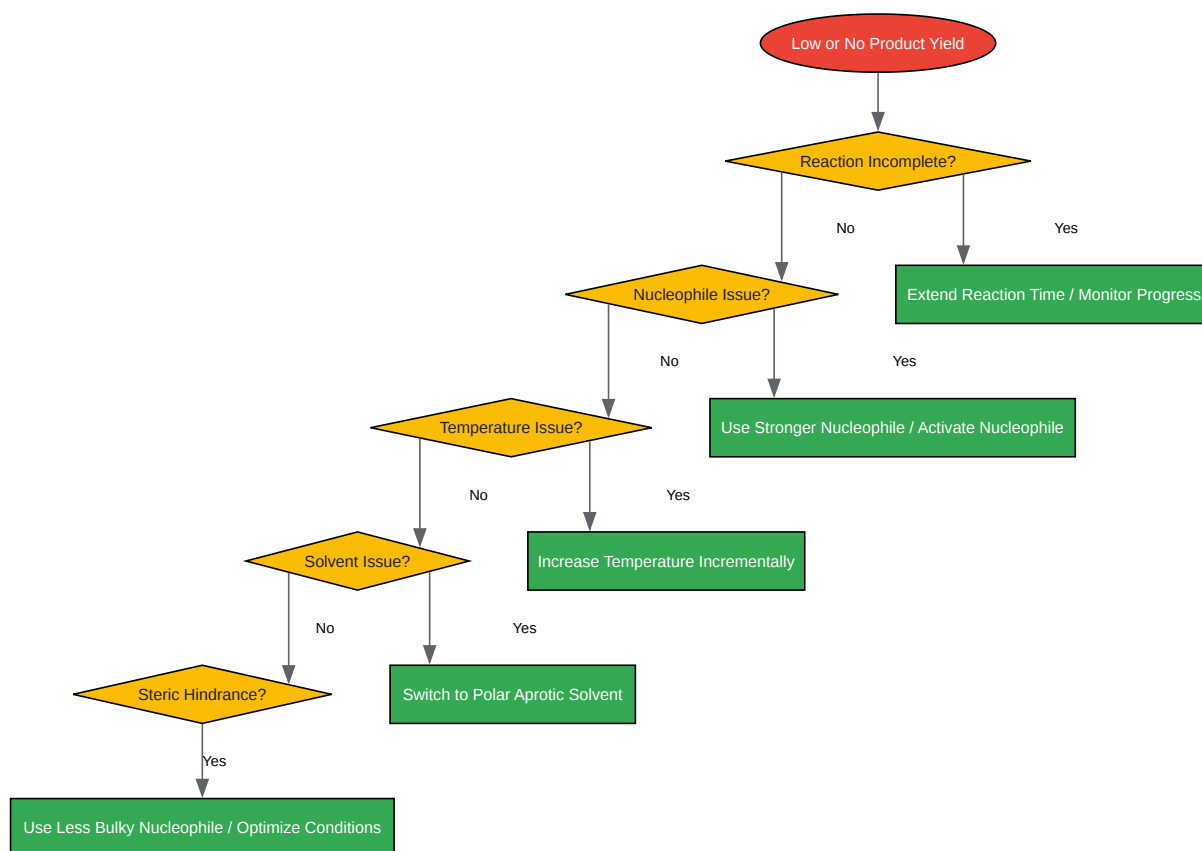 Low or No Product Yield
Reaction Incomplete?
No
Yes
Nucleophile Issue?
Extend Reaction Time / Monitor Progress
No
Yes
Temperature Issue?
Use Stronger Nucleophile / Activate Nucleophile
No
Yes
Solvent Issue?
Increase Temperature Incrementally
No
Yes
Steric Hindrance?
Switch to Polar Aprotic Solvent
Yes
Use Less Bulky Nucleophile / Optimize Conditions